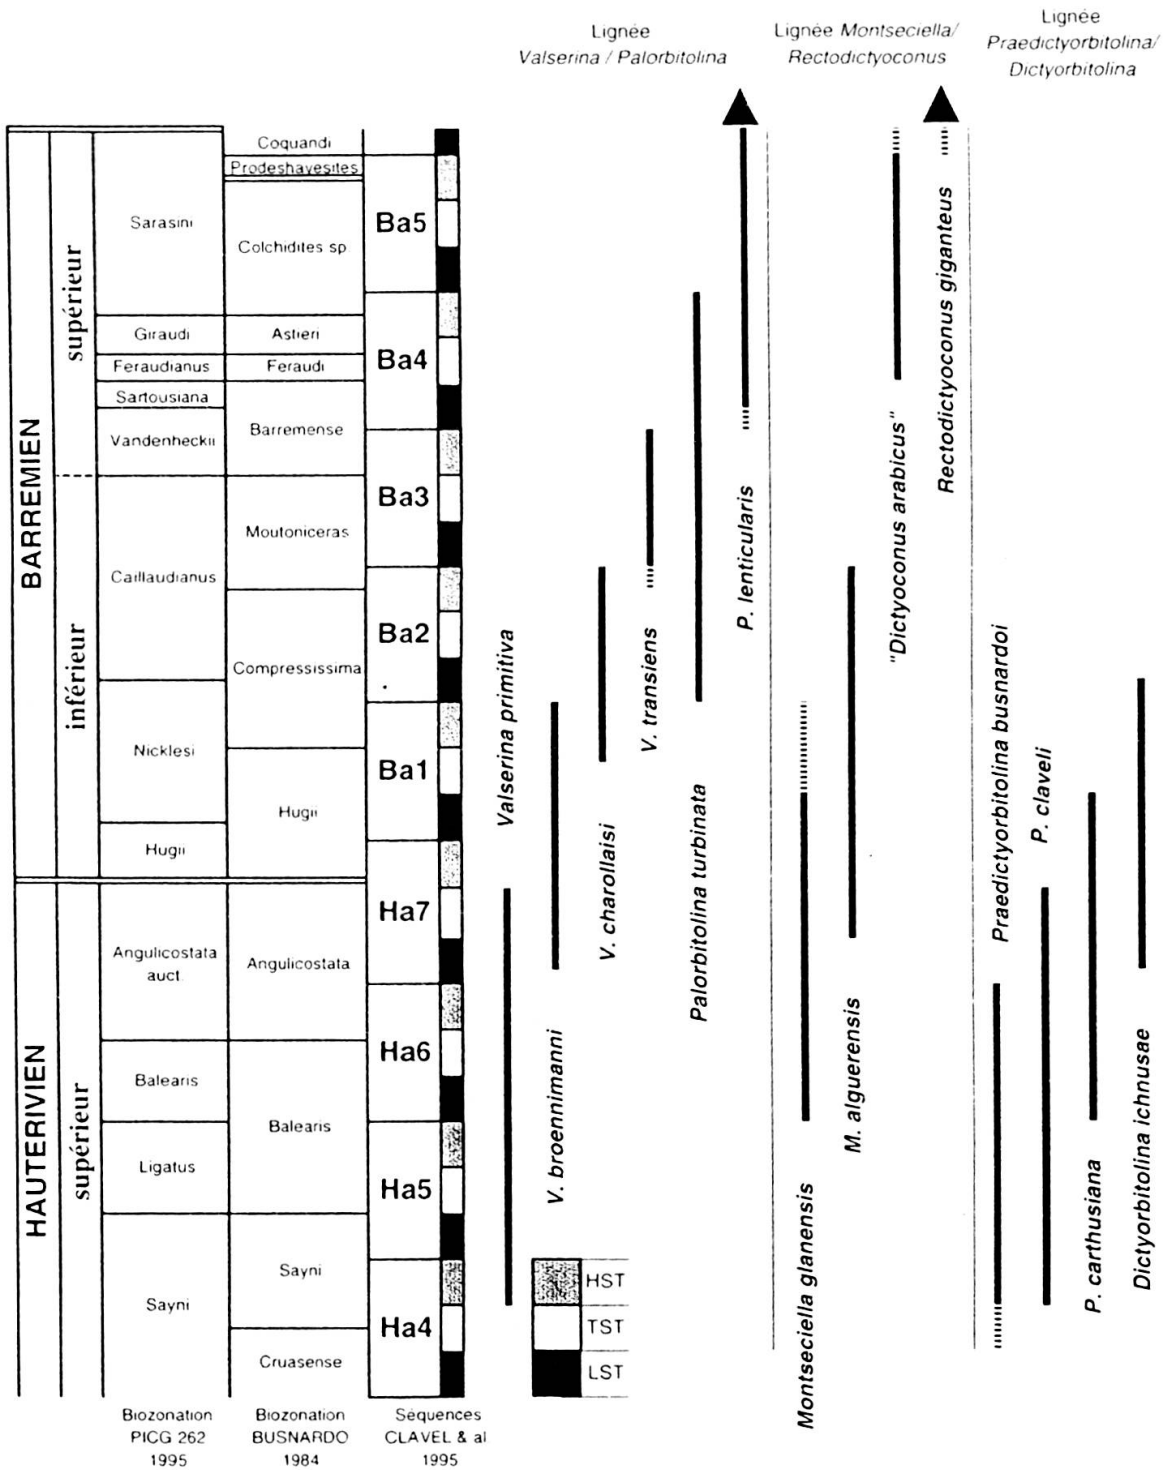 Lignée
Valserina / Palorbitolina
Lignée Montseciella/
Rectodictyoconus
Lignée
Praedictyorbitolina/
Dictyorbitolina
BARREMIEN
supérieur
inférieur
HAUTERIVIEN
supérieur
Sarasini
Giraudi
Feraudianus
Sartousiana
Vandenheckii
Caillaudianus
Nicklesi
Hugii
Angulicostata
auct.
Balearis
Ligatus
Sayni
Coquandi
Prodeshayesites
Colchidites sp
Astieri
Feraudi
Barremense
Moutoniceras
Compressissima
Hugii
Angulicostata
Balearis
Sayni
Cruasense
Ba5
Ba4
Ba3
Ba2
Ba1
Ha7
Ha6
Ha5
Ha4
Valserina primitiva
V. broennimanni
V. charollaisi
V. transiens
Palorbitolina turbinata
P. lenticularis
Montseciella glanensis
M. alguerensis
"Dictyoconus arabicus"
Rectodictyoconus giganteus
Praedictyorbitolina busnardoi
P. claveli
P. carthusiana
Dictyorbitolina ichnusae
HST
TST
LST
Biozonation
PICG 262
1995
Biozonation
BUSNARDO
1984
Séquences
CLAVEL & al
1995